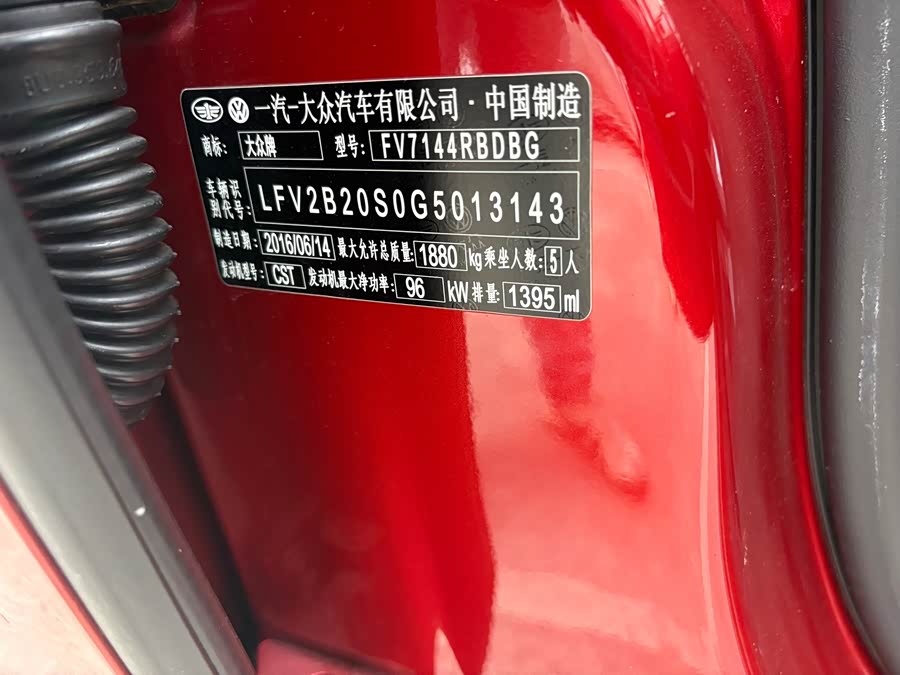 一汽-大众汽车有限公司·中国制造
商标: 大众牌 型号: FV7144RBDBG
车辆识别代号: LFV2B20S0G5013143
制造日期: 2016/06/14 最大允许总质量: 1880 kg 乘坐人数: 5 人
发动机型号: CST 发动机最大净功率: 96 kW 排量: 1395 ml